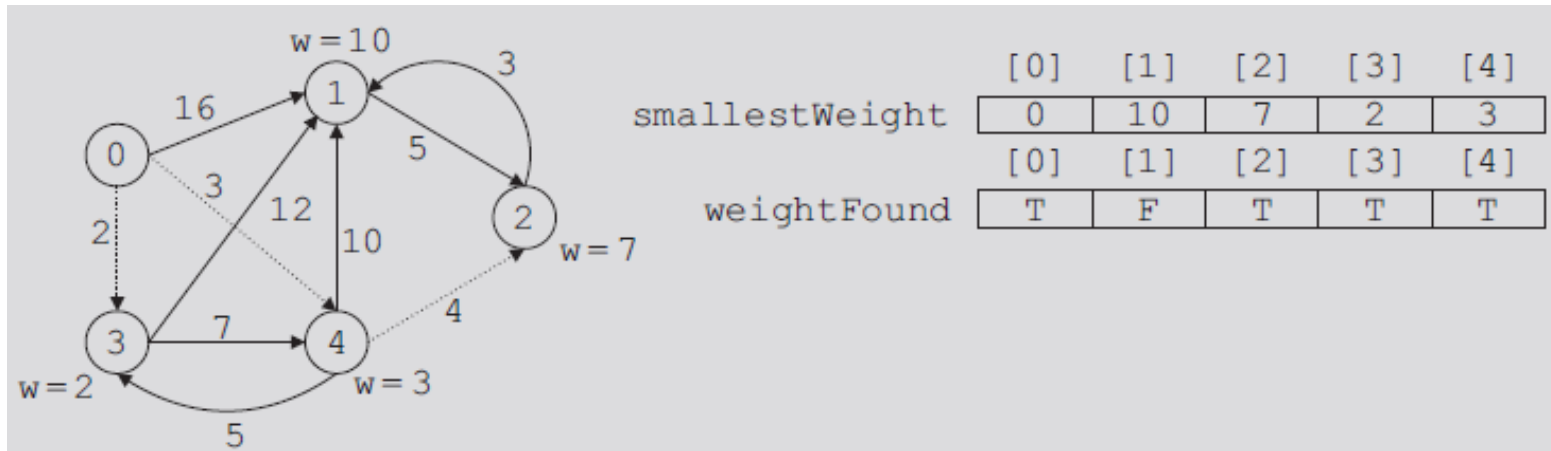 w=10
3
[0] [1] [2] [3] [4]
16
1
smallestWeight 0 10 7 2 3
0
5
[0] [1] [2] [3] [4]
3
12
2
weightFound T F T T T
2
10
w=7
4
3
7
4
w=2
w=3
5